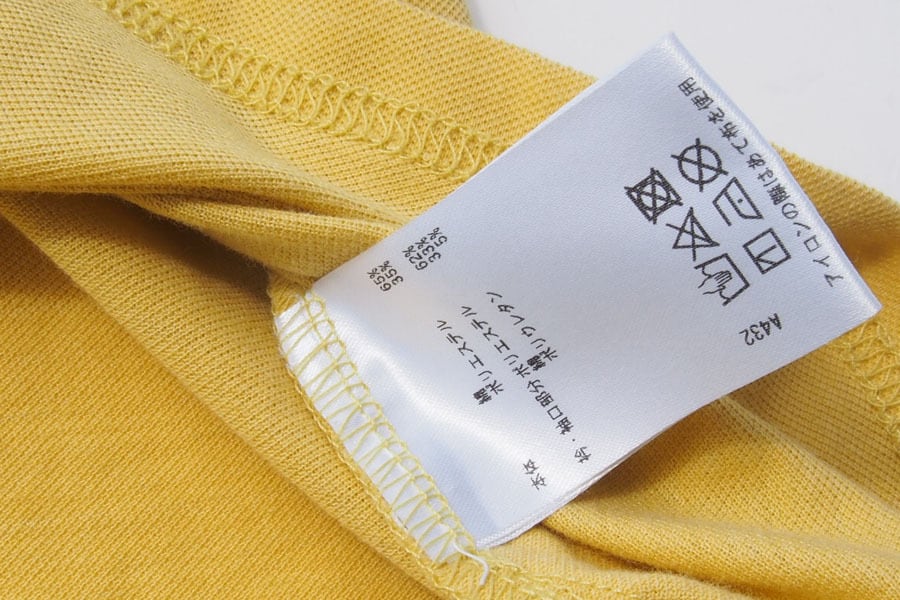 本体
綿 65%
ポリエステル 35%
衿・袖口部分
ポリエステル 62%
綿 33%
ポリウレタン 5%
A432
アイロンの際はあて布を使用